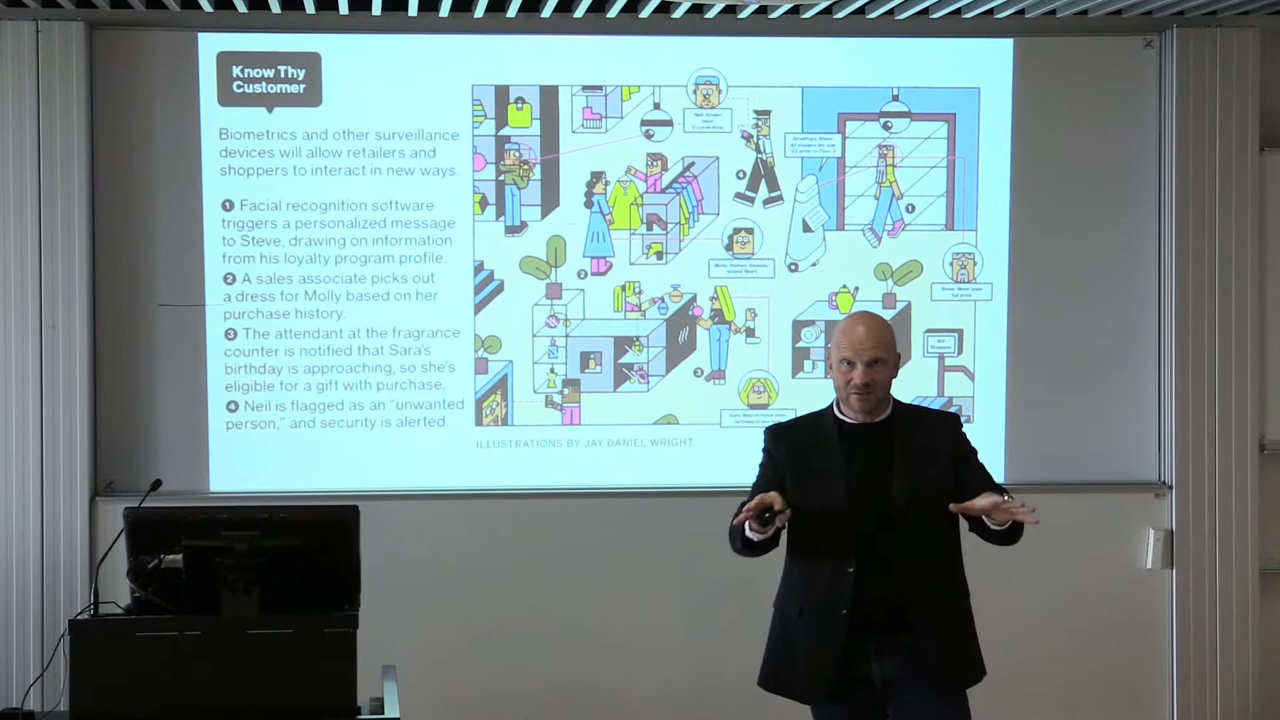 Know Thy
Customer
Biometrics and other surveillance
devices will allow retailers and
shoppers to interact in new ways.
❶ Facial recognition software
triggers a personalized message
to Steve, drawing on information
from his loyalty program profile.
❷ A sales associate picks out
a dress for Molly based on her
purchase history.
❸ The attendant at the fragrance
counter is notified that Sara's
birthday is approaching, so she's
eligible for a gift with purchase.
❹ Neil is flagged as an “unwanted
person,” and security is alerted.
4
1
2
3
ILLUSTRATIONS BY JAY DANIEL WRIGHT